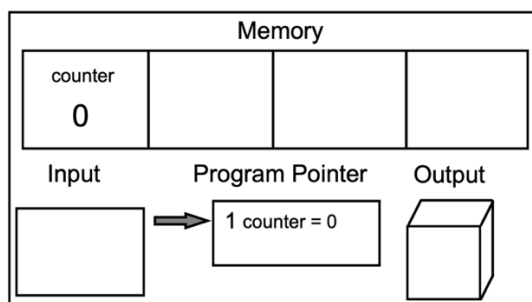 Memory
counter
0
Input Program Pointer Output
1 counter = 0